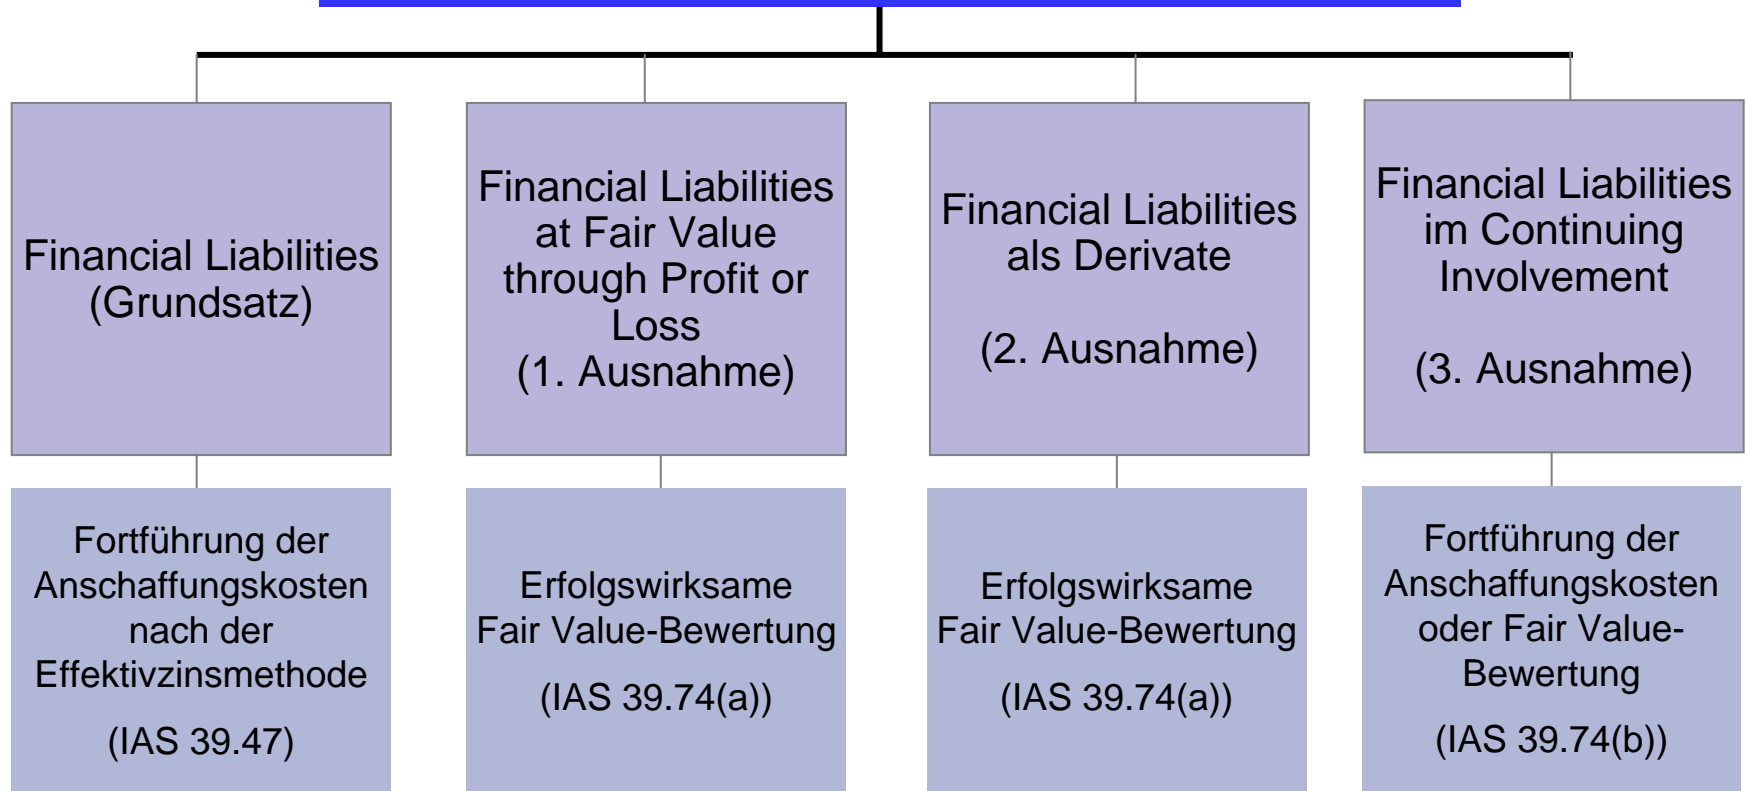 Financial Liabilities
(Grundsatz)
Financial Liabilities
at Fair Value
through Profit or
Loss
(1. Ausnahme)
Financial Liabilities
als Derivate
(2. Ausnahme)
Financial Liabilities
im Continuing
Involvement
(3. Ausnahme)
Fortführung der
Anschaffungskosten
nach der
Effektivzinsmethode
(IAS 39.47)
Erfolgswirksame
Fair Value-Bewertung
(IAS 39.74(a))
Erfolgswirksame
Fair Value-Bewertung
(IAS 39.74(a))
Fortführung der
Anschaffungskosten
oder Fair Value-
Bewertung
(IAS 39.74(b))